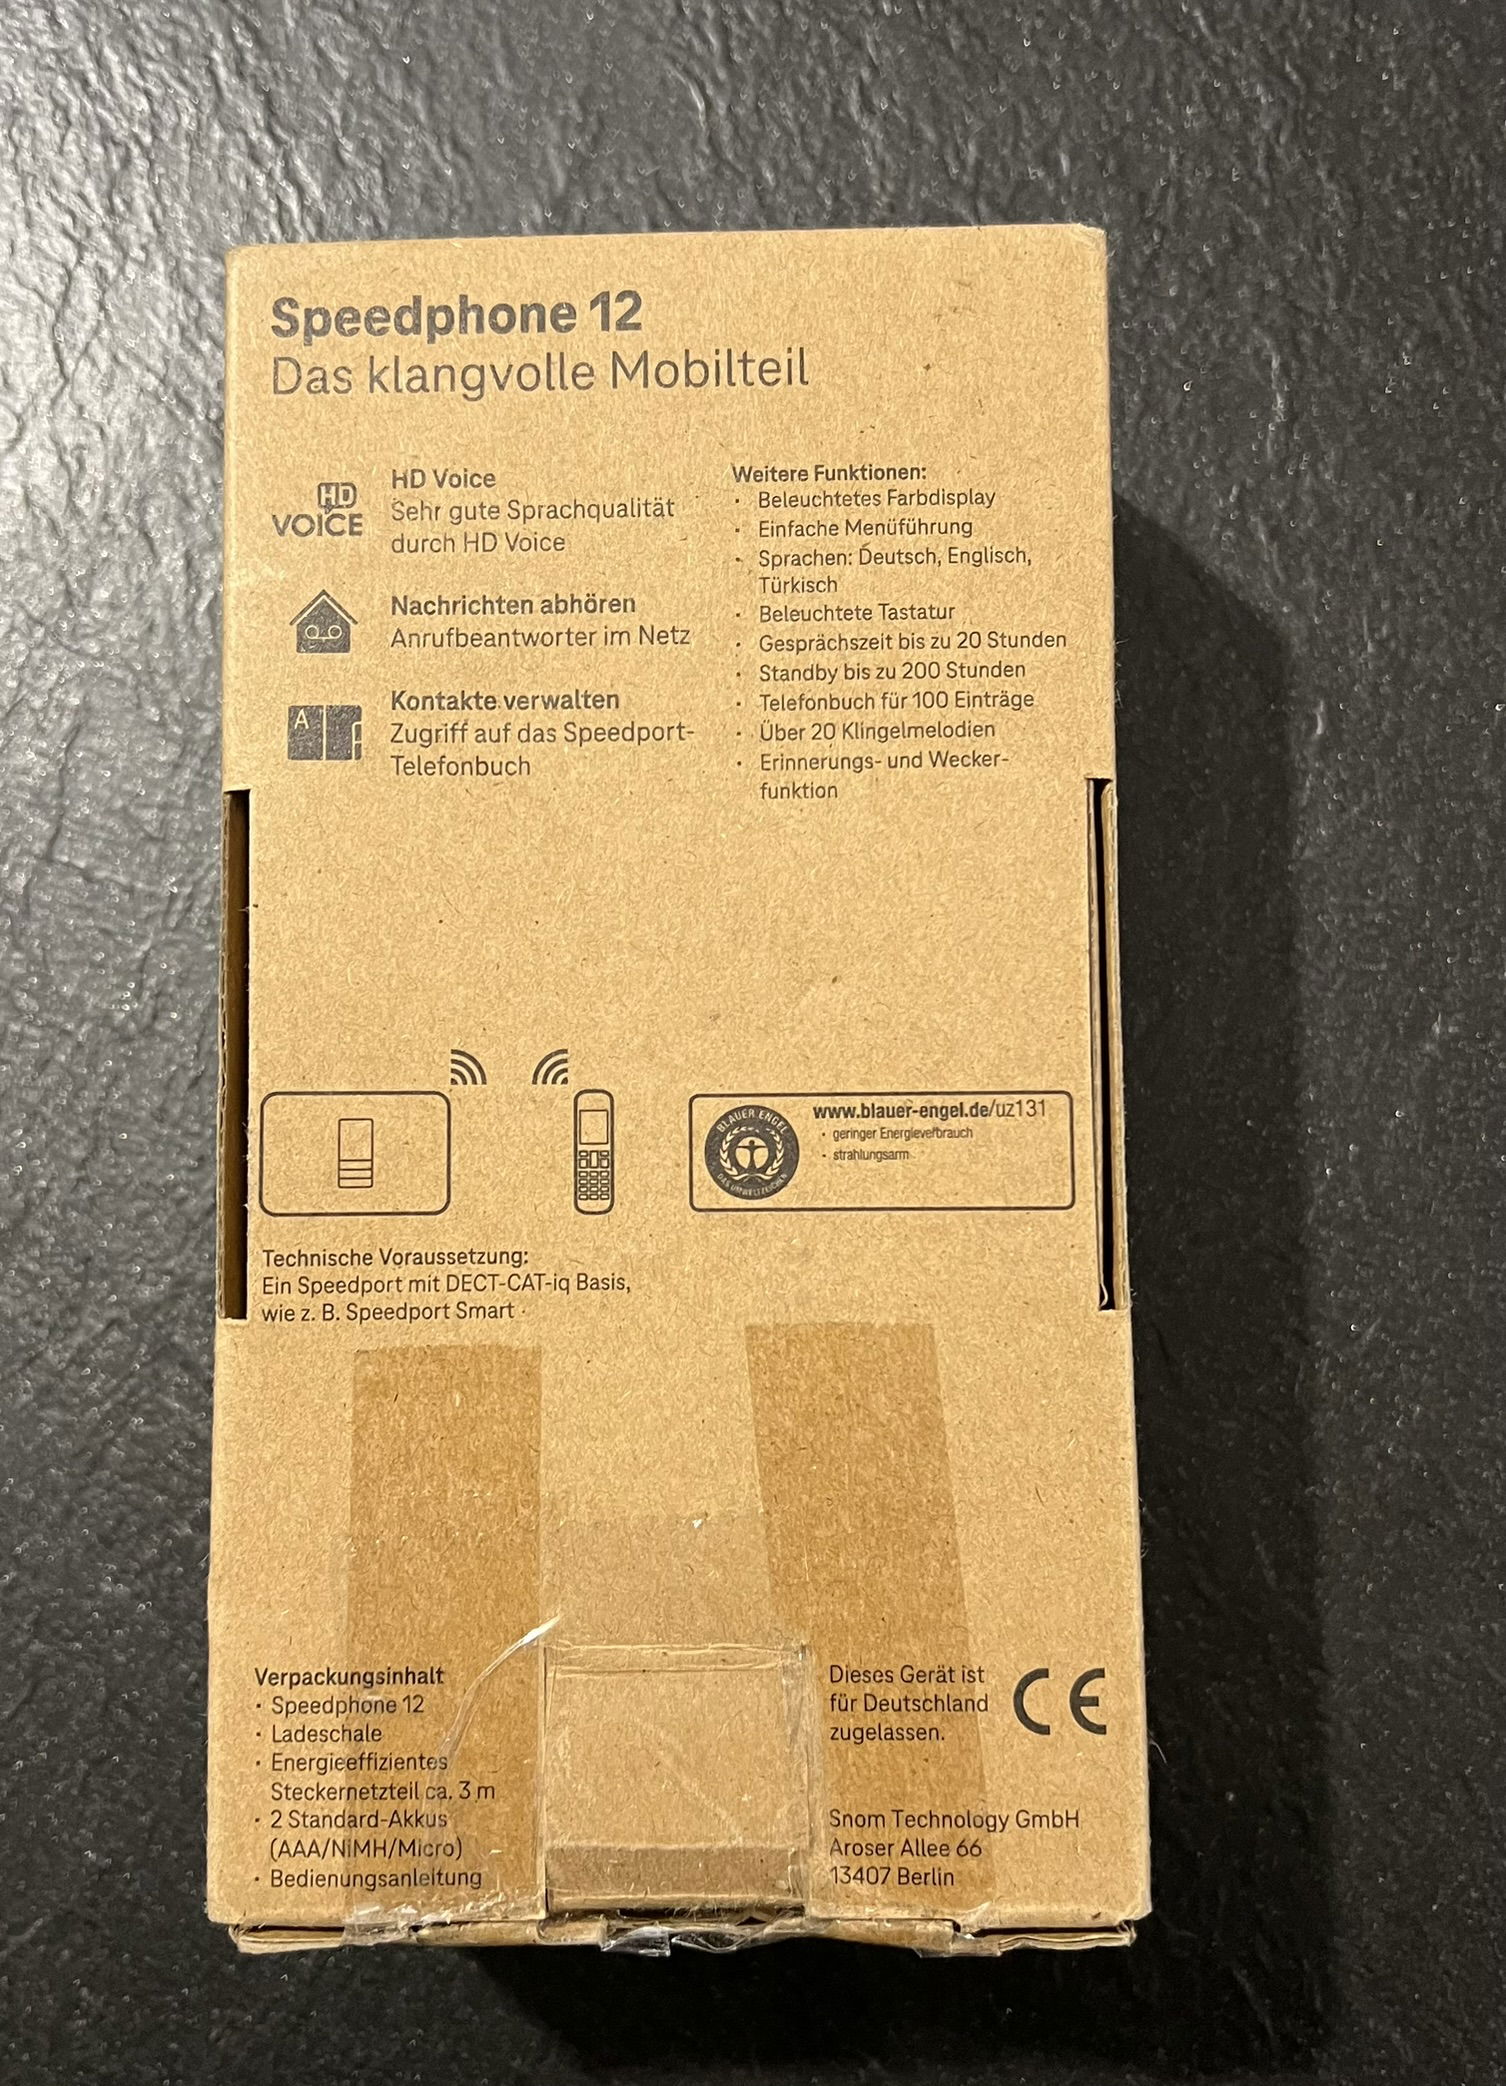 Speedphone 12
Das klangvolle Mobilteil
HD
VOICE
HD Voice
Sehr gute Sprachqualität
durch HD Voice
Nachrichten abhören
Anrufbeantworter im Netz
A
Kontakte verwalten
Zugriff auf das Speedport-
Telefonbuch
Weitere Funktionen:
· Beleuchtetes Farbdisplay
· Einfache Menüführung
· Sprachen: Deutsch, Englisch,
Türkisch
· Beleuchtete Tastatur
· Gesprächszeit bis zu 20 Stunden
· Standby bis zu 200 Stunden
· Telefonbuch für 100 Einträge
· Über 20 Klingelmelodien
· Erinnerungs- und Wecker-
funktion
BLAUER ENGEL
DAS UMWELTZEICHEN
www.blauer-engel.de/uz131
· geringer Energieverbrauch
· strahlungsarm
Technische Voraussetzung:
Ein Speedport mit DECT-CAT-iq Basis,
wie z. B. Speedport Smart
Verpackungsinhalt
· Speedphone 12
· Ladeschale
· Energieeffizientes
Steckernetzteil ca. 3 m
· 2 Standard-Akkus
(AAA/NiMH/Micro)
· Bedienungsanleitung
Dieses Gerät ist
für Deutschland
zugelassen.
CE
Snom Technology GmbH
Aroser Allee 66
13407 Berlin